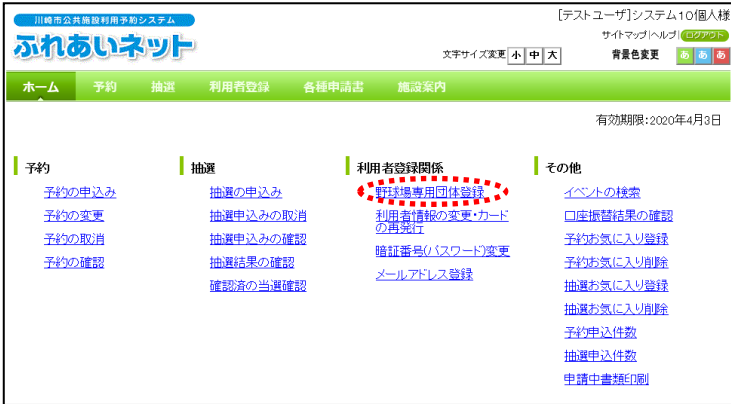 川崎市公共施設利用予約システム
ふれあいネット
[テストユーザ]システム10個人様
サイトマップ|ヘルプ|ログアウト
文字サイズ変更 小 中 大 背景色変更 あ あ あ
ホーム 予約 抽選 利用者登録 各種申請書 施設案内
有効期限:2020年4月3日
予約
予約の申込み
予約の変更
予約の取消
予約の確認
抽選
抽選の申込み
抽選申込みの取消
抽選申込みの確認
抽選結果の確認
確認済の当選確認
利用者登録関係
野球場専用団体登録
利用者情報の変更・カード
の再発行
暗証番号(パスワード)変更
メールアドレス登録
その他
イベントの検索
口座振替結果の確認
予約お気に入り登録
予約お気に入り削除
抽選お気に入り登録
抽選お気に入り削除
予約申込件数
抽選申込件数
申請中書類印刷